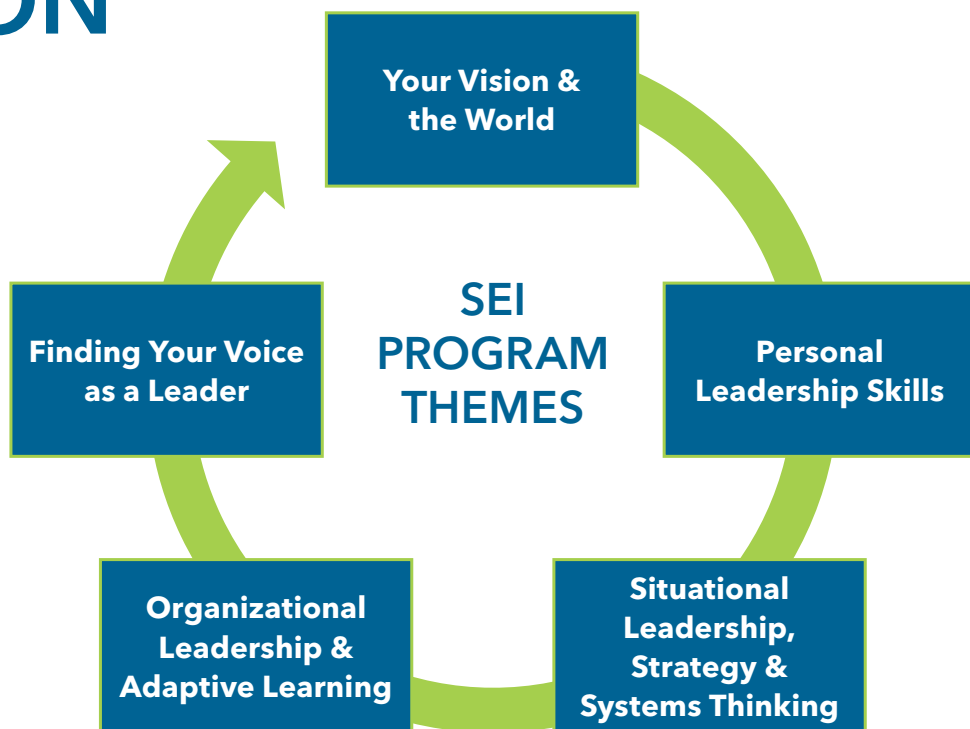 ON
Your Vision &
the World
SEI
PROGRAM
THEMES
Finding Your Voice
as a Leader
Personal
Leadership Skills
Organizational
Leadership &
Adaptive Learning
Situational
Leadership,
Strategy &
Systems Thinking